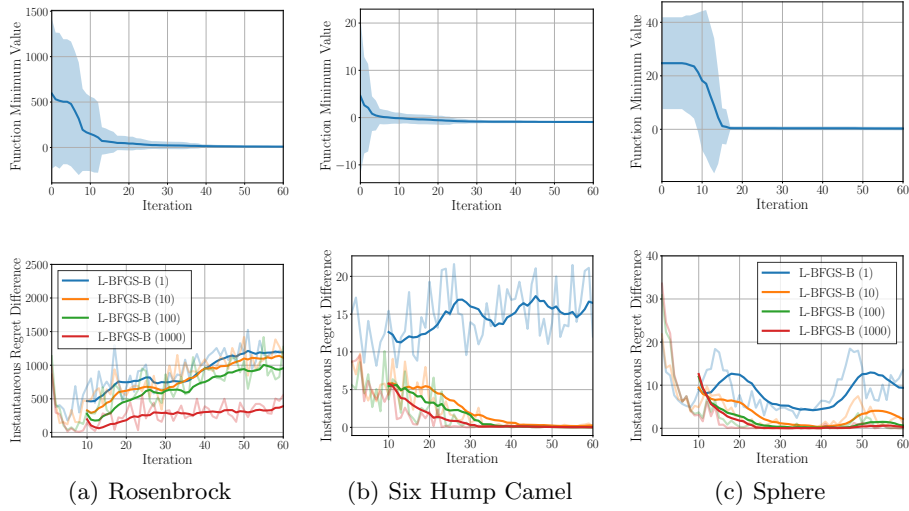 Function Minimum Value
1500
1000
500
0
0 10 20 30 40 50 60
Iteration
Function Minimum Value
20
10
0
−10
0 10 20 30 40 50 60
Iteration
Function Minimum Value
40
20
0
0 10 20 30 40 50 60
Iteration
Instantaneous Regret Difference
2500
2000
1500
1000
500
0
L-BFGS-B (1)
L-BFGS-B (10)
L-BFGS-B (100)
L-BFGS-B (1000)
10 20 30 40 50 60
Iteration
Instantaneous Regret Difference
20
15
10
5
0
10 20 30 40 50 60
Iteration
Instantaneous Regret Difference
40
30
20
10
0
L-BFGS-B (1)
L-BFGS-B (10)
L-BFGS-B (100)
L-BFGS-B (1000)
10 20 30 40 50 60
Iteration
(a) Rosenbrock
(b) Six Hump Camel
(c) Sphere